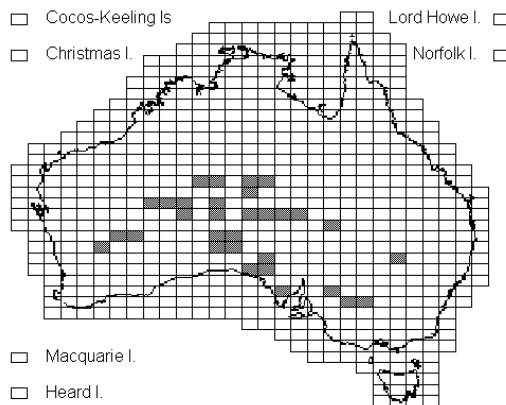 Cocos-Keeling Is
Lord Howe I.
Christmas I.
Norfolk I.
Macquarie I.
Heard I.